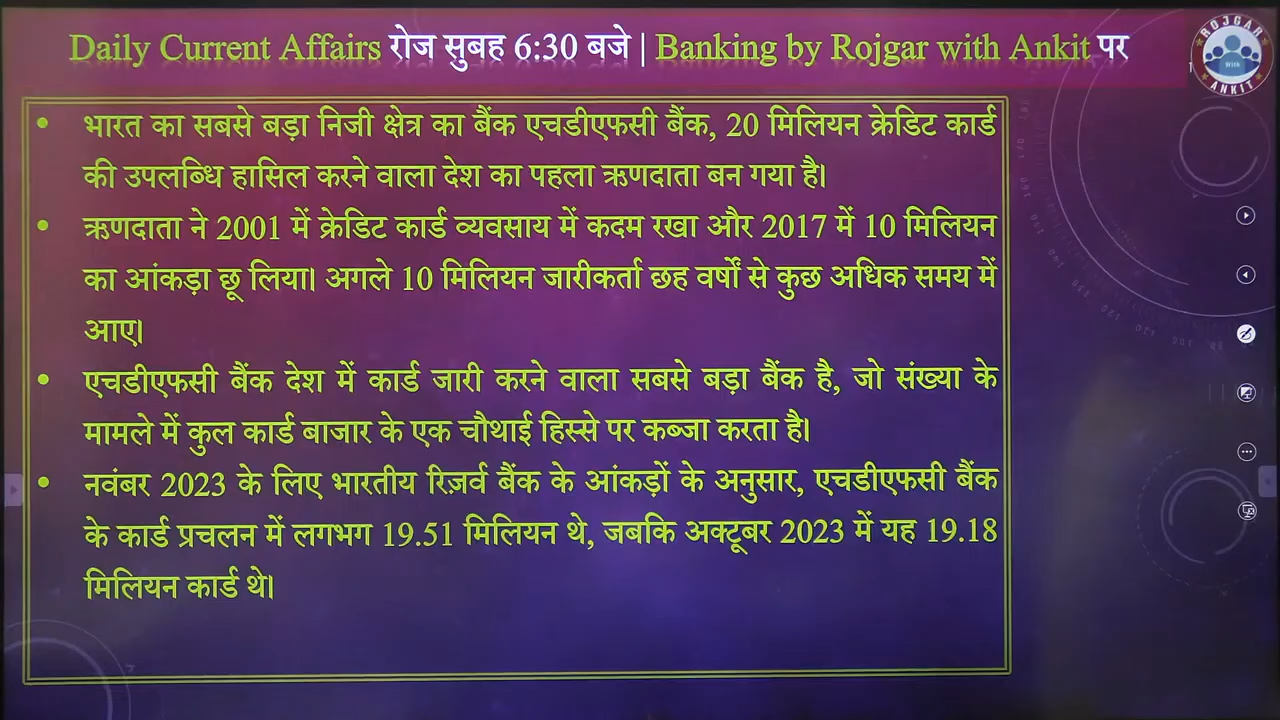 Daily Current Affairs रोज सुबह 6:30 बजे | Banking by Rojgar with Ankit पर
ROJGAR
With
ANKIT
• भारत का सबसे बड़ा निजी क्षेत्र का बैंक एचडीएफसी बैंक, 20 मिलियन क्रेडिट कार्ड
की उपलब्धि हासिल करने वाला देश का पहला ऋणदाता बन गया है।
• ऋणदाता ने 2001 में क्रेडिट कार्ड व्यवसाय में कदम रखा और 2017 में 10 मिलियन
का आंकड़ा छू लिया। अगले 10 मिलियन जारीकर्ता छह वर्षों से कुछ अधिक समय में
आए।
• एचडीएफसी बैंक देश में कार्ड जारी करने वाला सबसे बड़ा बैंक है, जो संख्या के
मामले में कुल कार्ड बाजार के एक चौथाई हिस्से पर कब्जा करता है।
• नवंबर 2023 के लिए भारतीय रिज़र्व बैंक के आंकड़ों के अनुसार, एचडीएफसी बैंक
के कार्ड प्रचलन में लगभग 19.51 मिलियन थे, जबकि अक्टूबर 2023 में यह 19.18
मिलियन कार्ड थे।